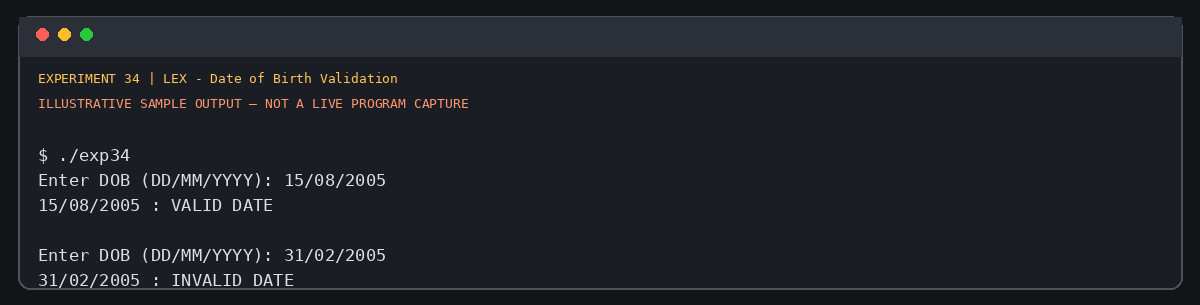 EXPERIMENT 34 | LEX - Date of Birth Validation
ILLUSTRATIVE SAMPLE OUTPUT — NOT A LIVE PROGRAM CAPTURE
$ ./exp34
Enter DOB (DD/MM/YYYY): 15/08/2005
15/08/2005 : VALID DATE
Enter DOB (DD/MM/YYYY): 31/02/2005
31/02/2005 : INVALID DATE